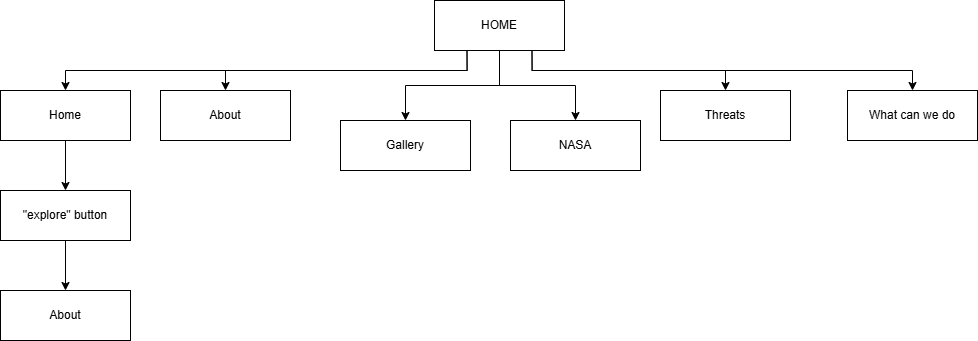 HOME
Home
About
Gallery
NASA
Threats
What can we do
"explore" button
About